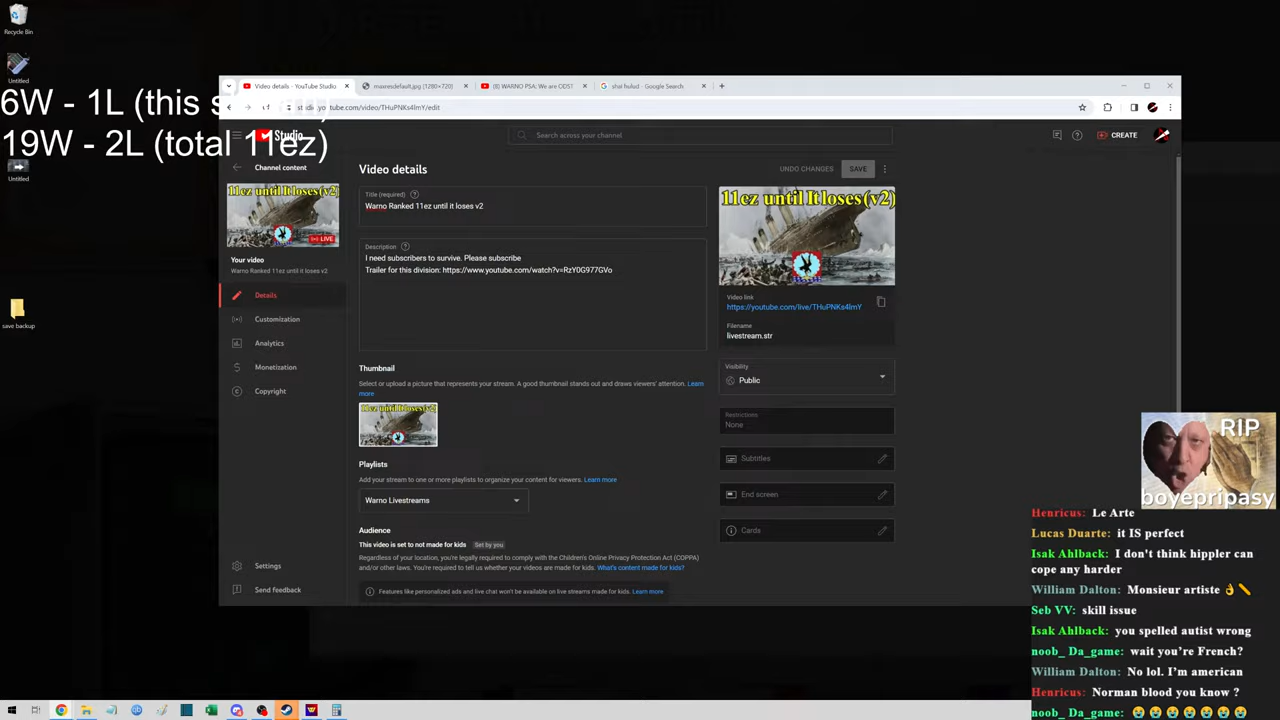 Recycle Bin
Untitled
6W - 1L (this
19W - 2L (total 11ez)
Untitled
save backup
Video details - YouTube Studio
maxresdefault.jpg (1280×720)
(8) WARNO PSA: We are ODST
shai hulud - Google Search
studio.youtube.com/video/THuPNKs4lmY/edit
Studio
Search across your channel
CREATE
Channel content
11ez until It loses(v2)
LIVE
Your video
Warno Ranked 11ez until it loses v2
Details
Customization
Analytics
Monetization
Copyright
Settings
Send feedback
Video details
UNDO CHANGES
SAVE
Title (required)
Warno Ranked 11ez until it loses v2
Description
I need subscribers to survive. Please subscribe
Trailer for this division: https://www.youtube.com/watch?v=RzY0G977GVo
Thumbnail
Select or upload a picture that represents your stream. A good thumbnail stands out and draws viewers' attention. Learn
more
11ez until It loses(v2)
Playlists
Add your stream to one or more playlists to organize your content for viewers. Learn more
Warno Livestreams
Audience
This video is set to not made for kids Set by you
Regardless of your location, you're legally required to comply with the Children's Online Privacy Protection Act (COPPA)
and/or other laws. You're required to tell us whether your videos are made for kids. What's content made for kids?
Features like personalized ads and live chat won't be available on live streams made for kids. Learn more
11ez until It loses(v2)
Video link
https://youtube.com/live/THuPNKs4lmY
Filename
livestream.str
Visibility
Public
Restrictions
None
Subtitles
End screen
Cards
RIP
boyepripasy
Henricus: Le Arte
Lucas Duarte: it IS perfect
Isak Ahlback: I don't think hippler can
cope any harder
William Dalton: Monsieur artiste 👌🥖
Seb VV: skill issue
Isak Ahlback: you spelled autist wrong
noob_ Da_game: wait you're French?
William Dalton: No lol. I'm american
Henricus: Norman blood you know ?
noob_ Da_game: 😭😭😭😭😭😭😭